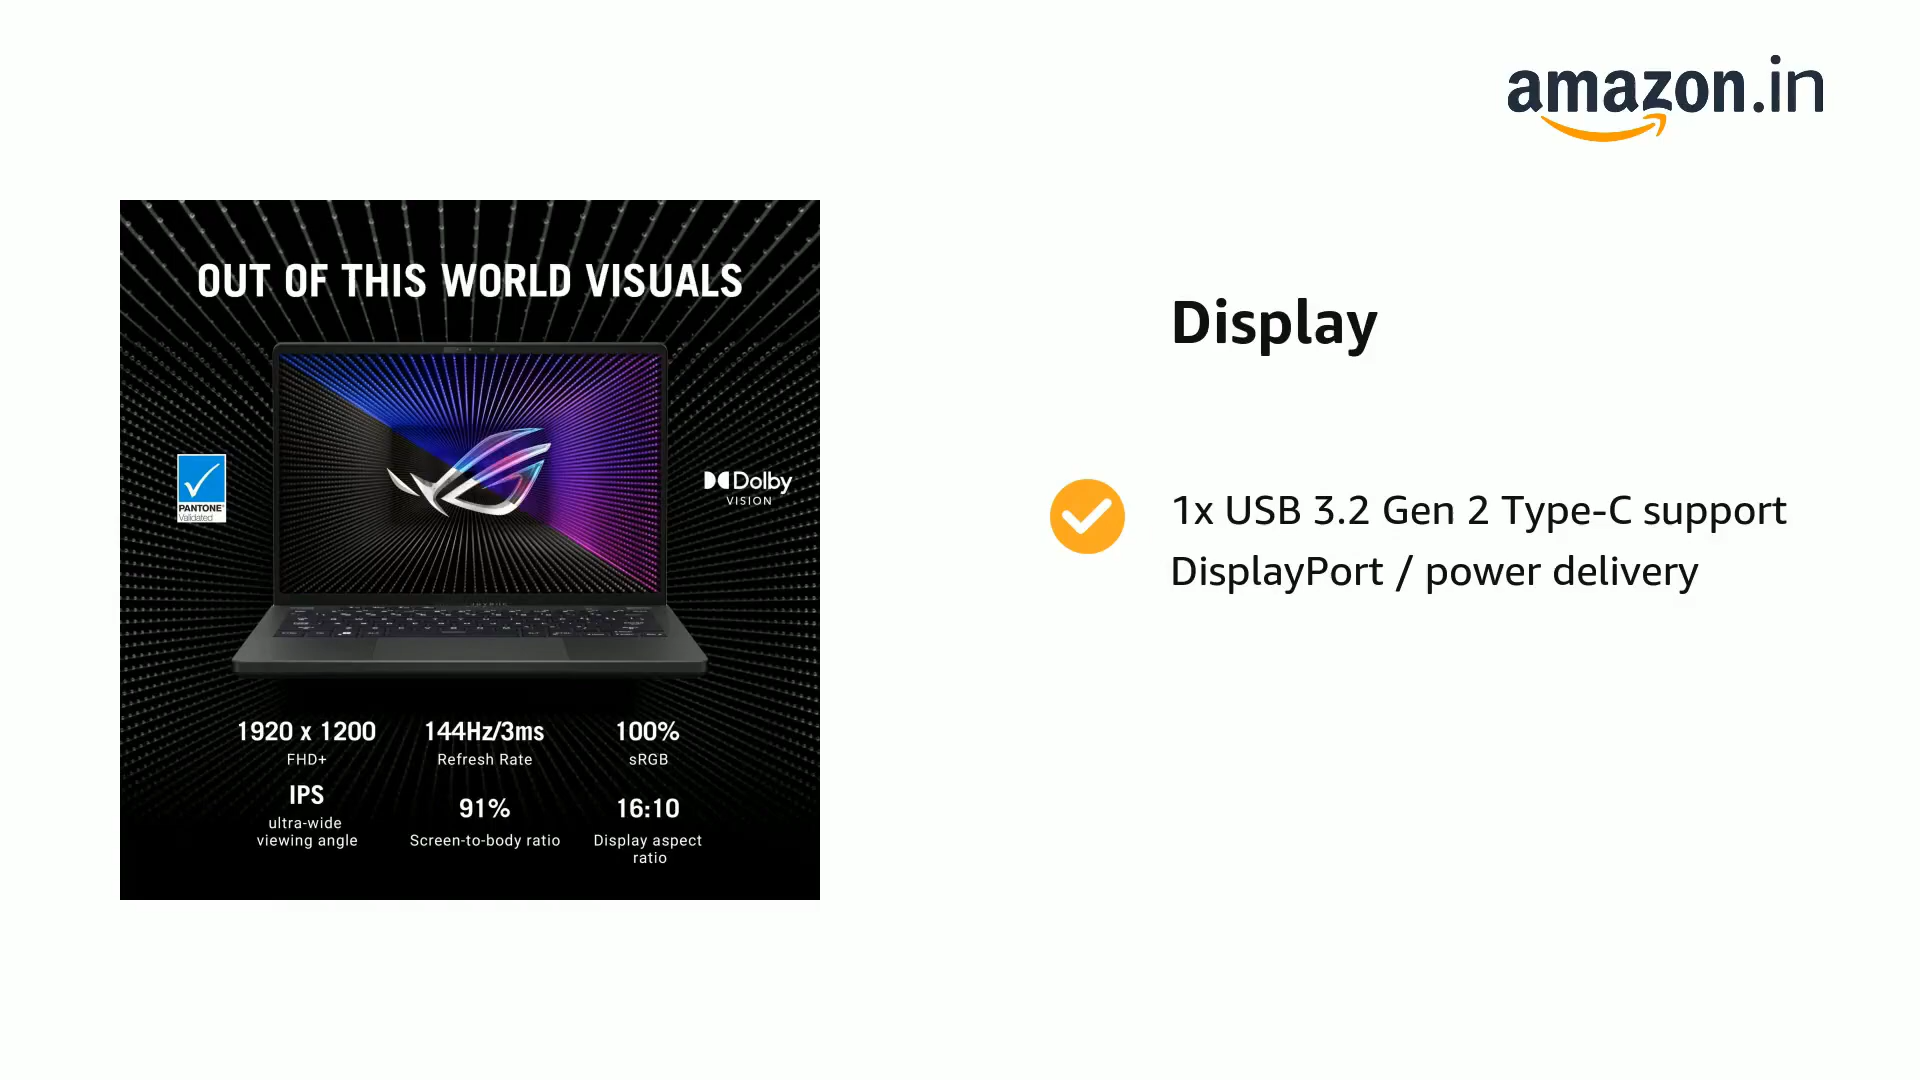 amazon.in
OUT OF THIS WORLD VISUALS
PANTONE®
Validated
Dolby
VISION
1920 x 1200
FHD+
144Hz/3ms
Refresh Rate
100%
sRGB
IPS
ultra-wide
viewing angle
91%
Screen-to-body ratio
16:10
Display aspect
ratio
Display
1x USB 3.2 Gen 2 Type-C support
DisplayPort / power delivery